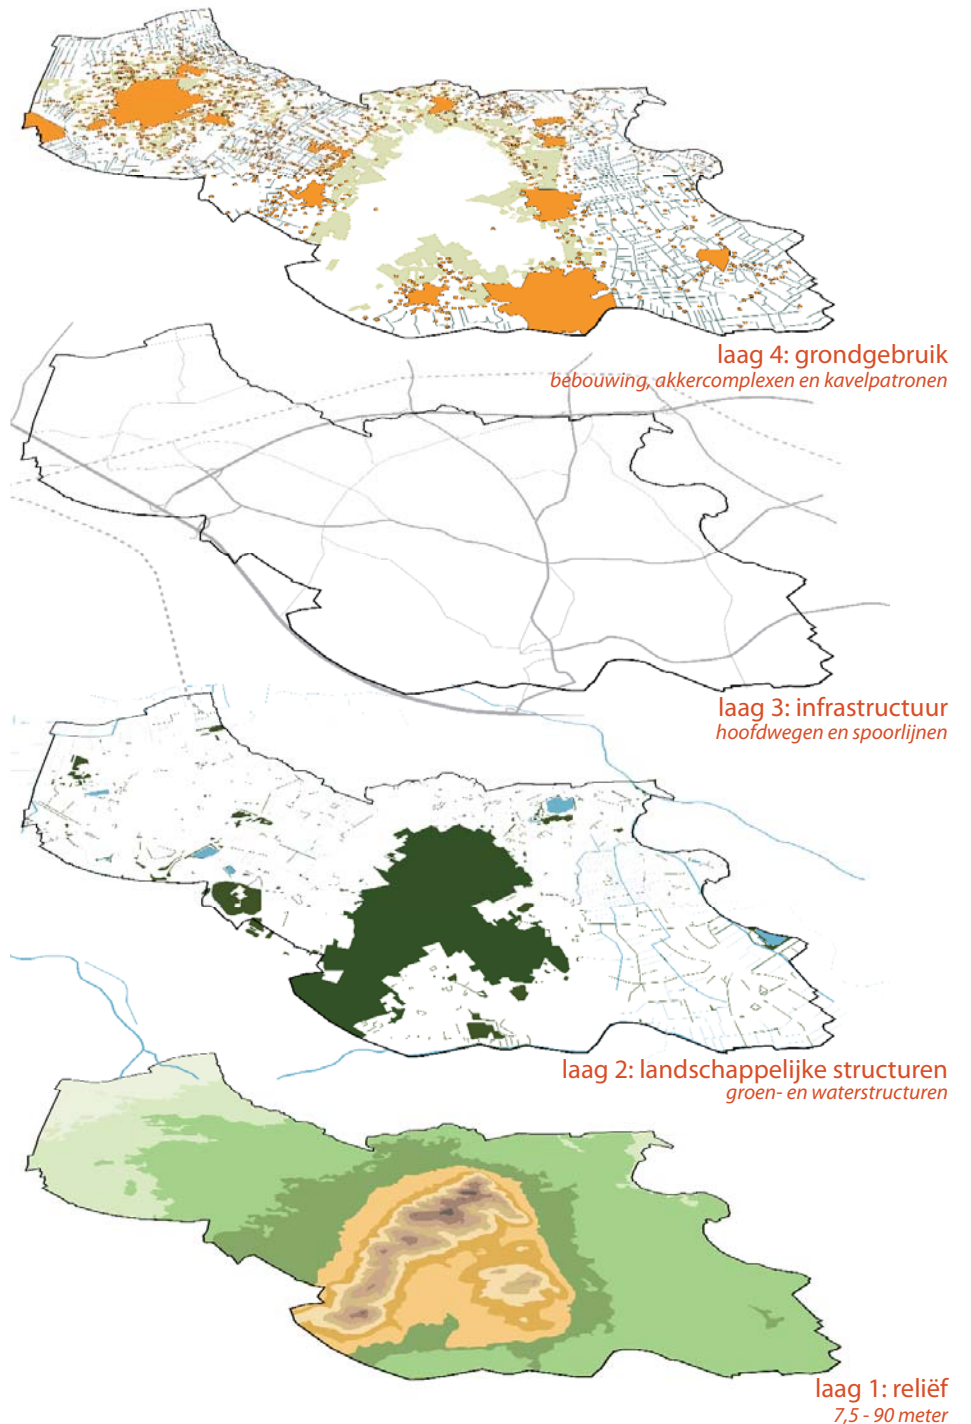 laag 4: grondgebruik
bebouwing, akkercomplexen en kavelpatronen
laag 3: infrastructuur
hoofdwegen en spoorlijnen
laag 2: landschappelijke structuren
groen- en waterstructuren
laag 1: reliëf
7,5 - 90 meter